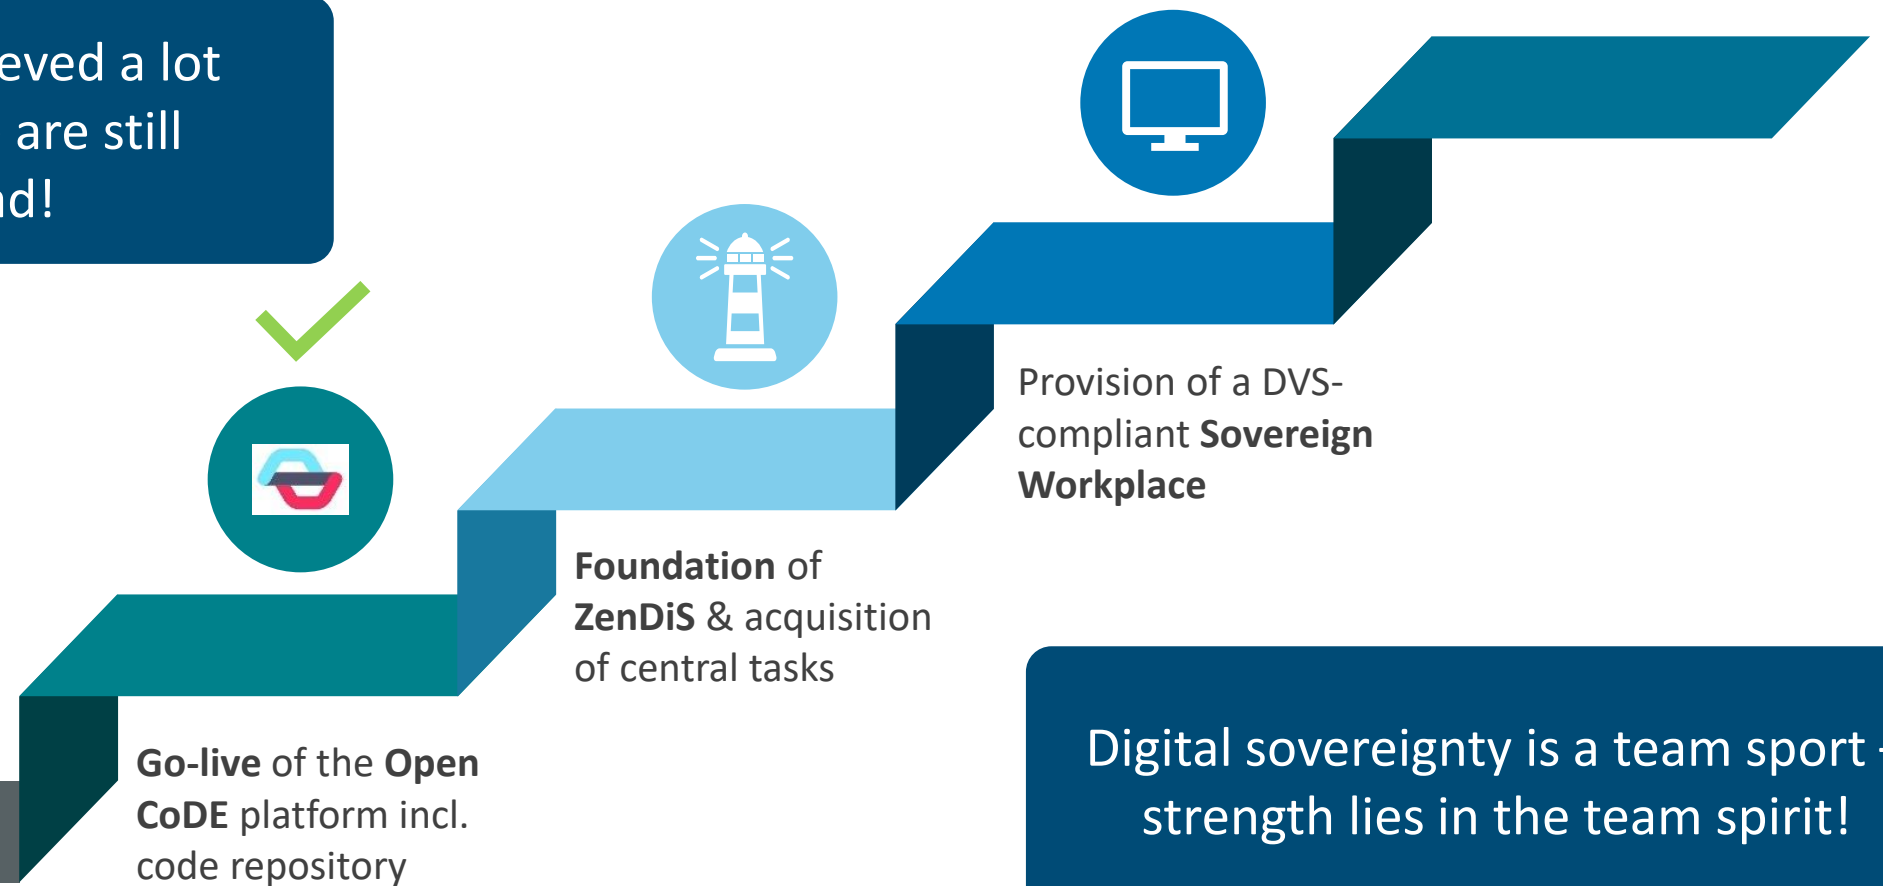 eved a lot
are still
d!
Provision of a DVS-
compliant Sovereign
Workplace
Foundation of
ZenDiS & acquisition
of central tasks
Go-live of the Open
CoDE platform incl.
code repository
Digital sovereignty is a team sport -
strength lies in the team spirit!